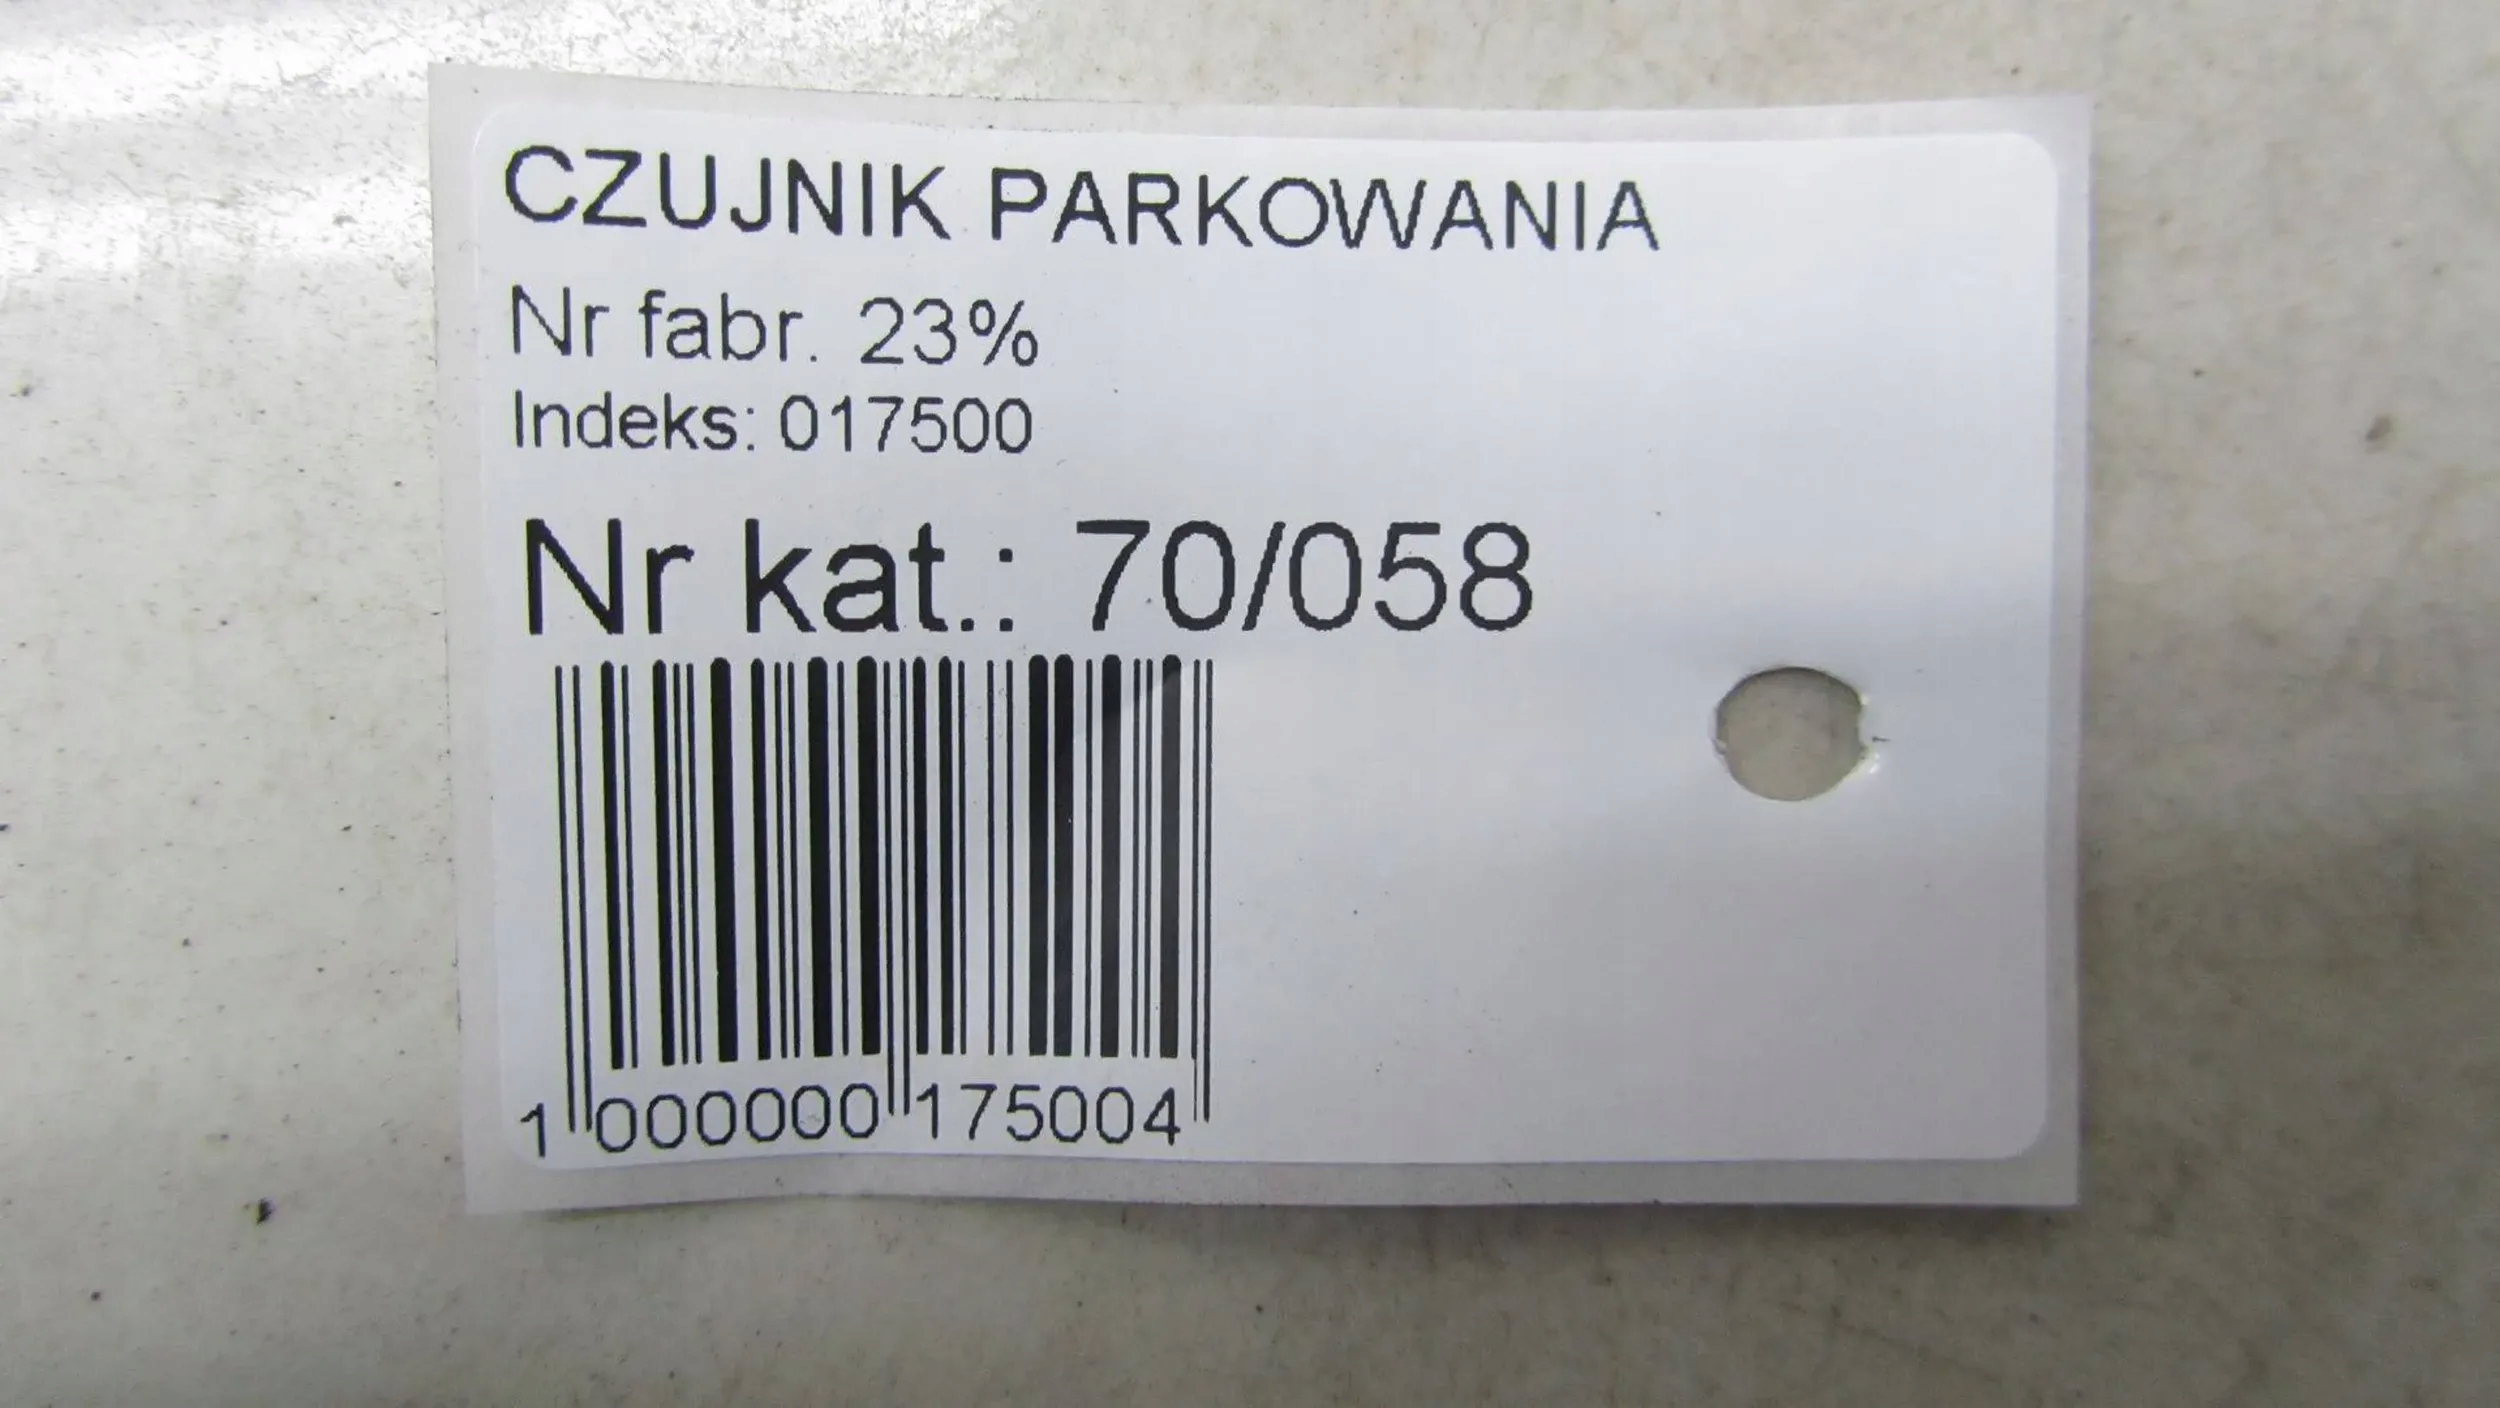 CZUJNIK PARKOWANIA
Nr fabr. 23%
Indeks: 017500
Nr kat.: 70/058
1 000000 175004